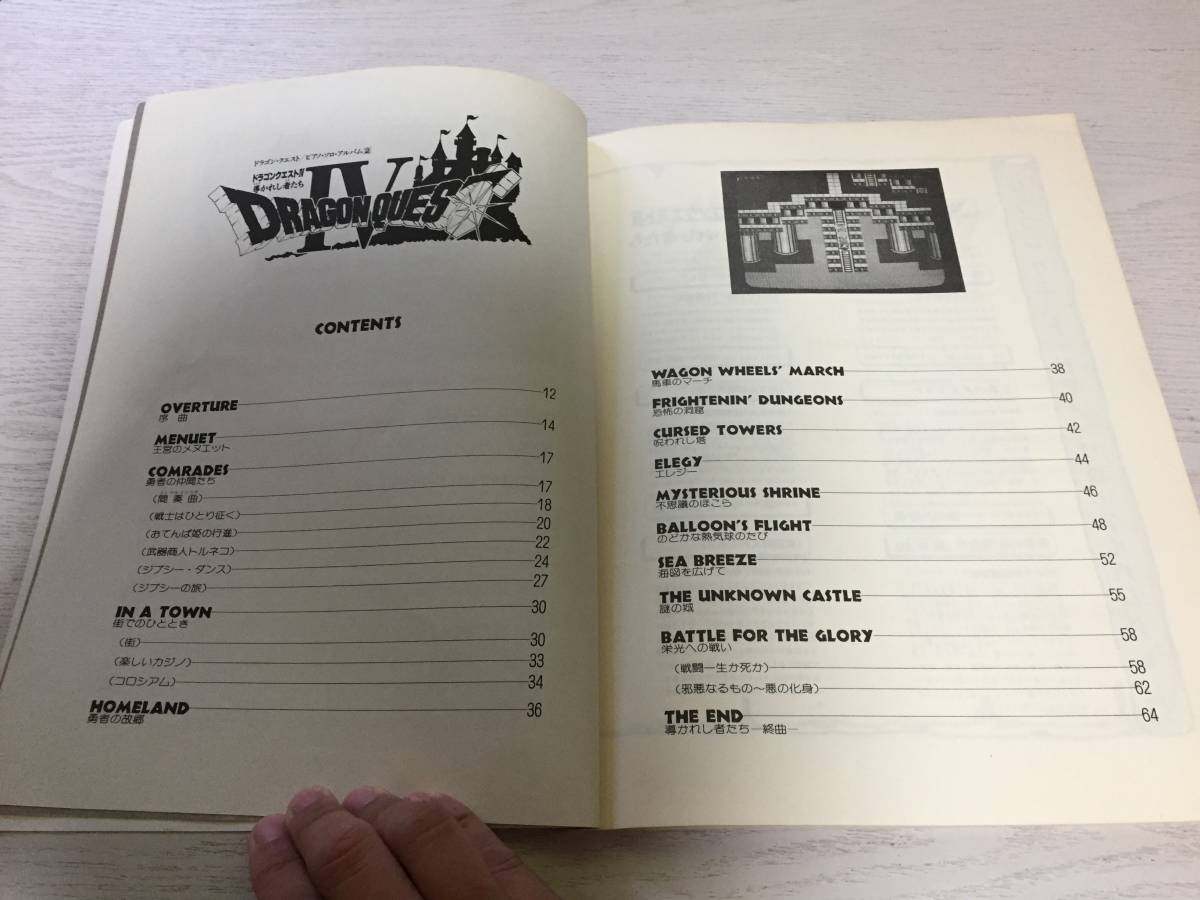 ドラゴン・クエスト/ピアノ・ソロ・アルバム
ドラゴンクエストIV
導かれし者たち
DRAGON QUEST
IV
CONTENTS
OVERTURE 12
序曲
MENUET 14
王宮のメヌエット
COMRADES 17
勇者の仲間たち
(間奏曲) 17
(戦士はひとり征く) 18
(おてんば姫の行進) 20
(武器商人トルネコ) 22
(ジプシー・ダンス) 24
(ジプシーの旅) 27
IN A TOWN 30
街でのひととき
(街) 30
(楽しいカジノ) 33
(コロシアム) 34
HOMELAND 36
勇者の故郷
WAGON WHEELS' MARCH 38
馬車のマーチ
FRIGHTENIN' DUNGEONS 40
恐怖の洞窟
CURSED TOWERS 42
呪われし塔
ELEGY 44
エレジー
MYSTERIOUS SHRINE 46
不思議のほこら
BALLOON'S FLIGHT 48
のどかな熱気球のたび
SEA BREEZE 52
海図を広げて
THE UNKNOWN CASTLE 55
謎の城
BATTLE FOR THE GLORY 58
栄光への戦い
(戦闘—生か死か) 58
(邪悪なるもの〜悪の化身) 62
THE END 64
導かれし者たち—終曲—